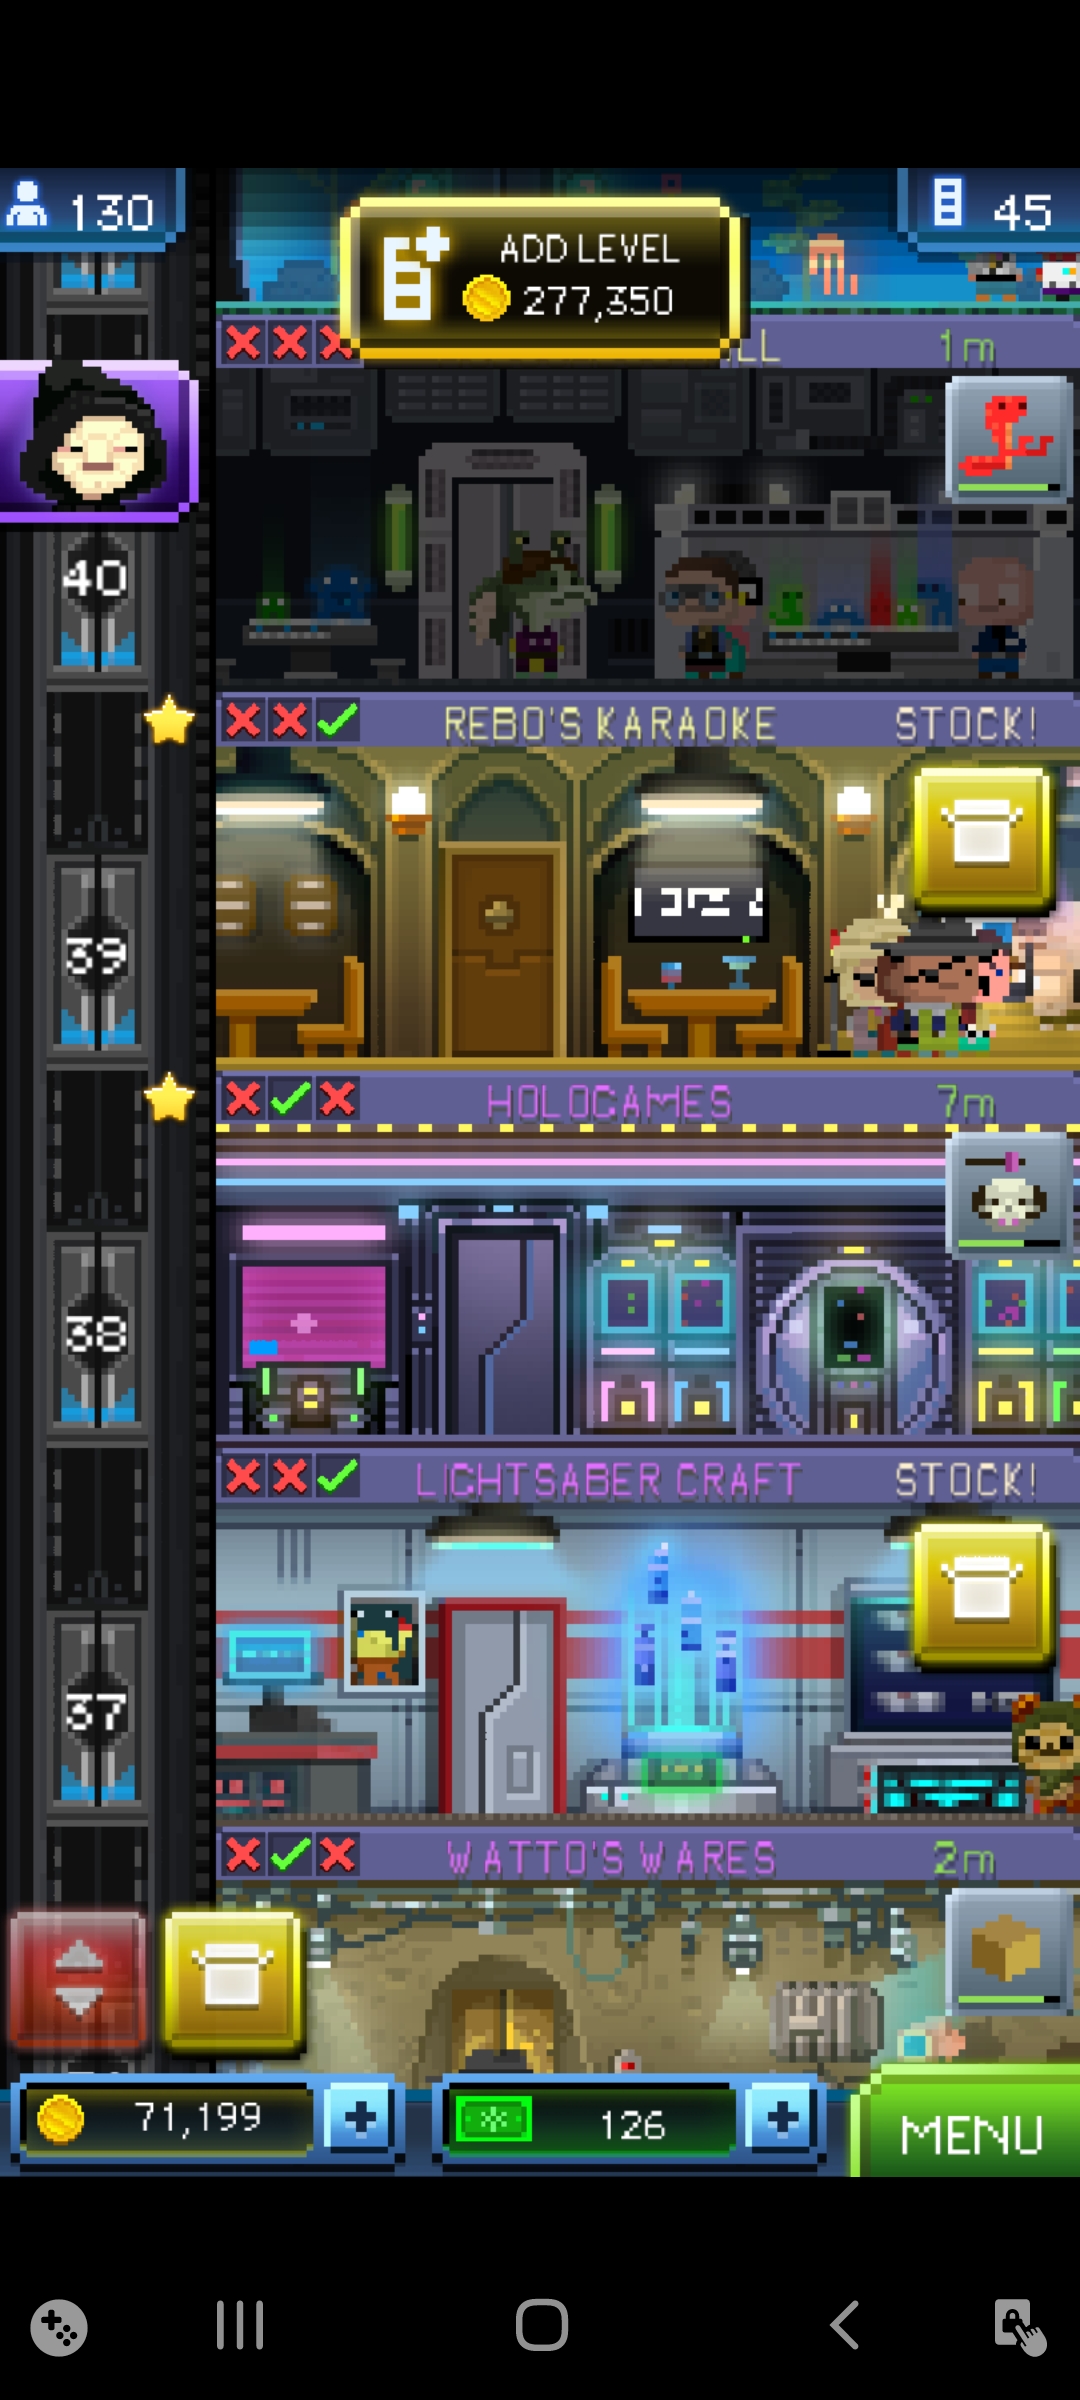 130
ADD LEVEL
277,350
45
LL
1m
40
REBO'S KARAOKE
STOCK!
39
HOLOGAMES
7m
38
LIGHTSABER CRAFT
STOCK!
37
WATTO'S WARES
2m
71,199
126
MENU